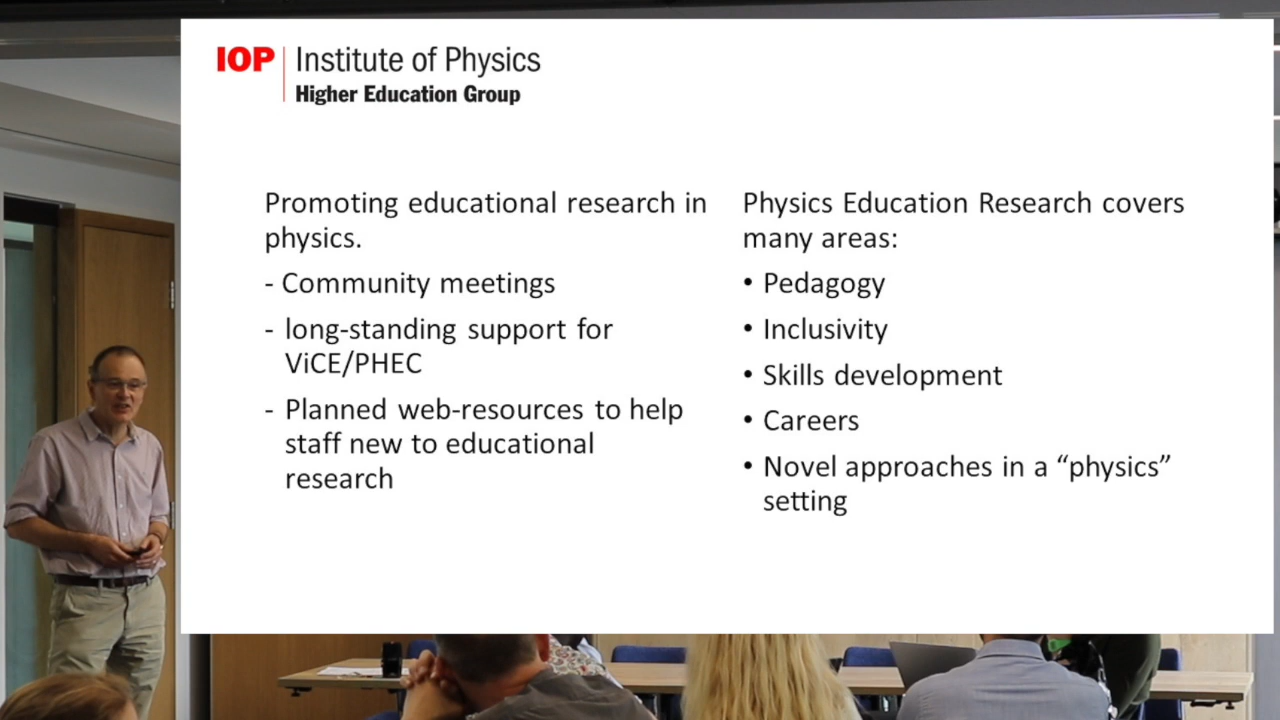 IOP Institute of Physics
Higher Education Group
Promoting educational research in
physics.
- Community meetings
- long-standing support for
ViCE/PHEC
- Planned web-resources to help
staff new to educational
research
Physics Education Research covers
many areas:
• Pedagogy
• Inclusivity
• Skills development
• Careers
• Novel approaches in a “physics”
setting